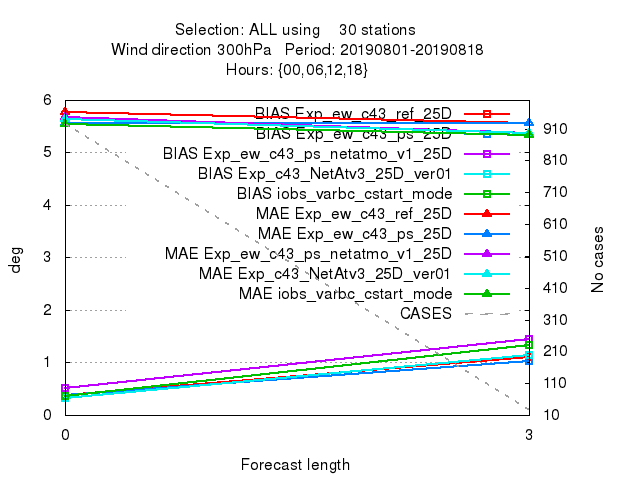 Selection: ALL using 30 stations
Wind direction 300hPa Period: 20190801-20190818
Hours: {00,06,12,18}
6
5
4
3
2
1
0
deg
BIAS Exp_ew_c43_ref_25D
BIAS Exp_ew_c43_ps_25D
BIAS Exp_ew_c43_ps_netatmo_v1_25D
BIAS Exp_c43_NetAtv3_25D_ver01
BIAS iobs_varbc_cstart_mode
MAE Exp_ew_c43_ref_25D
MAE Exp_ew_c43_ps_25D
MAE Exp_ew_c43_ps_netatmo_v1_25D
MAE Exp_c43_NetAtv3_25D_ver01
MAE iobs_varbc_cstart_mode
CASES
910
810
710
610
510
410
310
210
110
10
No cases
0 3
Forecast length